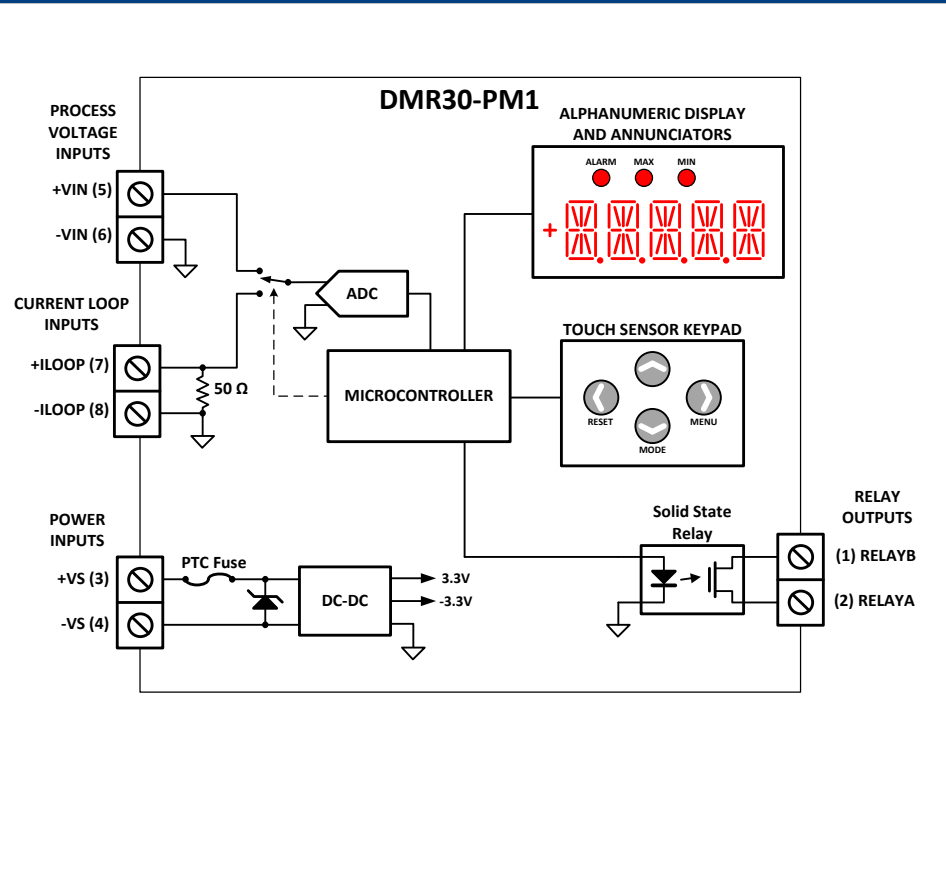 DMR30-PM1
PROCESS
VOLTAGE
INPUTS
+VIN (5)
-VIN (6)
CURRENT LOOP
INPUTS
+ILOOP (7)
-ILOOP (8)
50 Ω
ADC
MICROCONTROLLER
ALPHANUMERIC DISPLAY
AND ANNUNCIATORS
ALARM MAX MIN
+
TOUCH SENSOR KEYPAD
RESET
MENU
MODE
POWER
INPUTS
+VS (3)
-VS (4)
PTC Fuse
DC-DC
3.3V
-3.3V
Solid State
Relay
RELAY
OUTPUTS
(1) RELAYB
(2) RELAYA